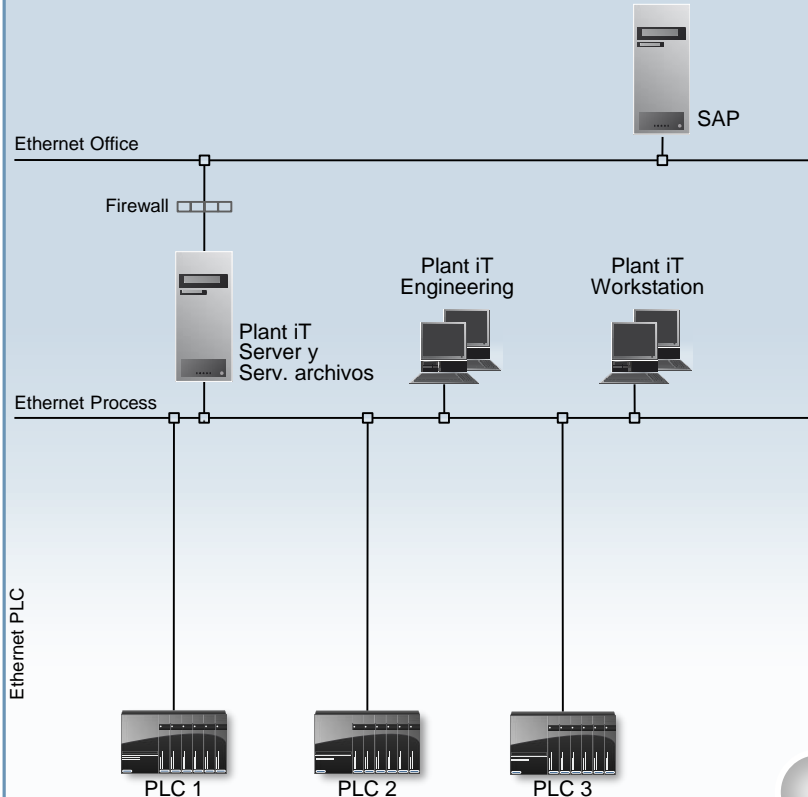 SAP
Ethernet Office
Firewall
Plant iT
Engineering
Plant iT
Workstation
Plant iT
Server y
Serv. archivos
Ethernet Process
Ethernet PLC
PLC 1
PLC 2
PLC 3